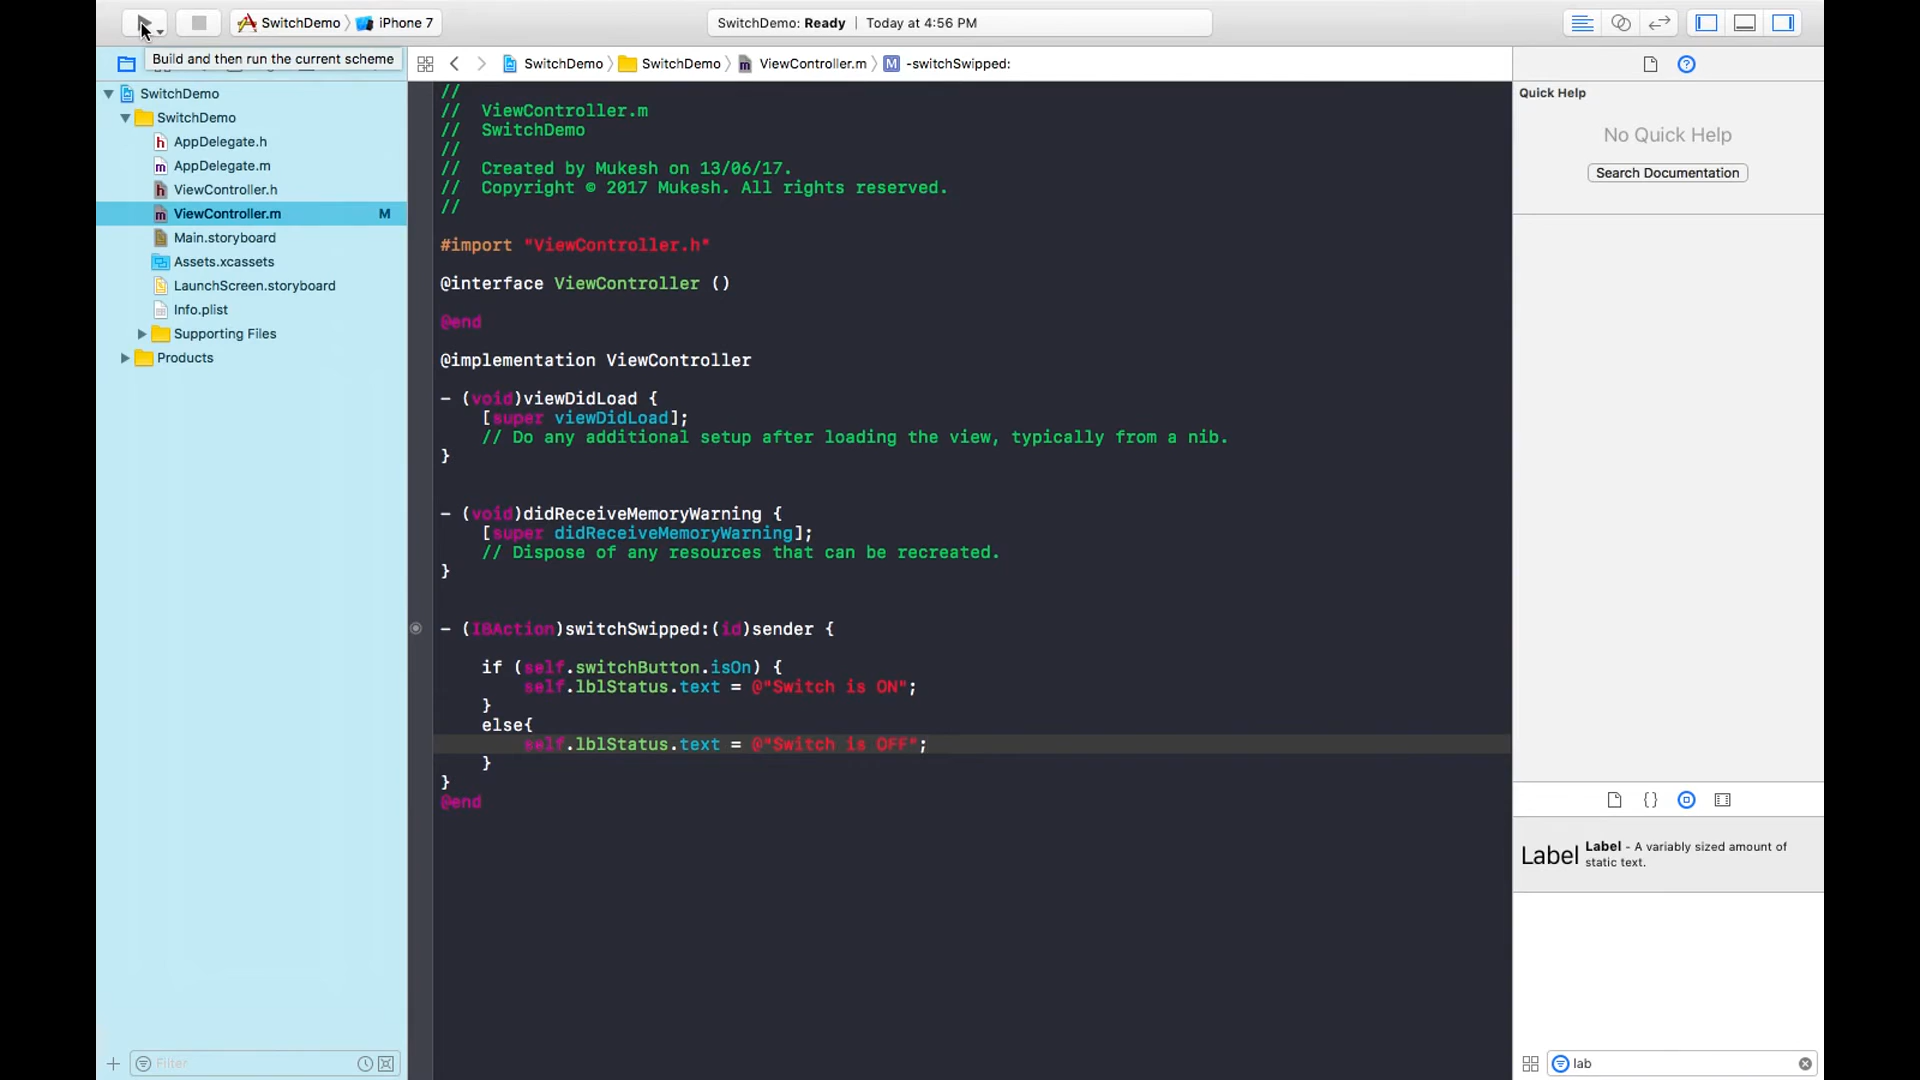 SwitchDemo iPhone 7
SwitchDemo: Ready | Today at 4:56 PM
Build and then run the current scheme
SwitchDemo SwitchDemo ViewController.m -switchSwipped:
SwitchDemo
SwitchDemo
AppDelegate.h
AppDelegate.m
ViewController.h
ViewController.m M
Main.storyboard
Assets.xcassets
LaunchScreen.storyboard
Info.plist
Supporting Files
Products
Filter
//
//  ViewController.m
//  SwitchDemo
//
//  Created by Mukesh on 13/06/17.
//  Copyright © 2017 Mukesh. All rights reserved.
//
#import "ViewController.h"
@interface ViewController ()
@end
@implementation ViewController
- (void)viewDidLoad {
[super viewDidLoad];
// Do any additional setup after loading the view, typically from a nib.
}
- (void)didReceiveMemoryWarning {
[super didReceiveMemoryWarning];
// Dispose of any resources that can be recreated.
}
- (IBAction)switchSwipped:(id)sender {
if (self.switchButton.isOn) {
self.lblStatus.text = @"Switch is ON";
}
else{
self.lblStatus.text = @"Switch is OFF";
}
}
@end
Quick Help
No Quick Help
Search Documentation
Label Label - A variably sized amount of
static text.
lab